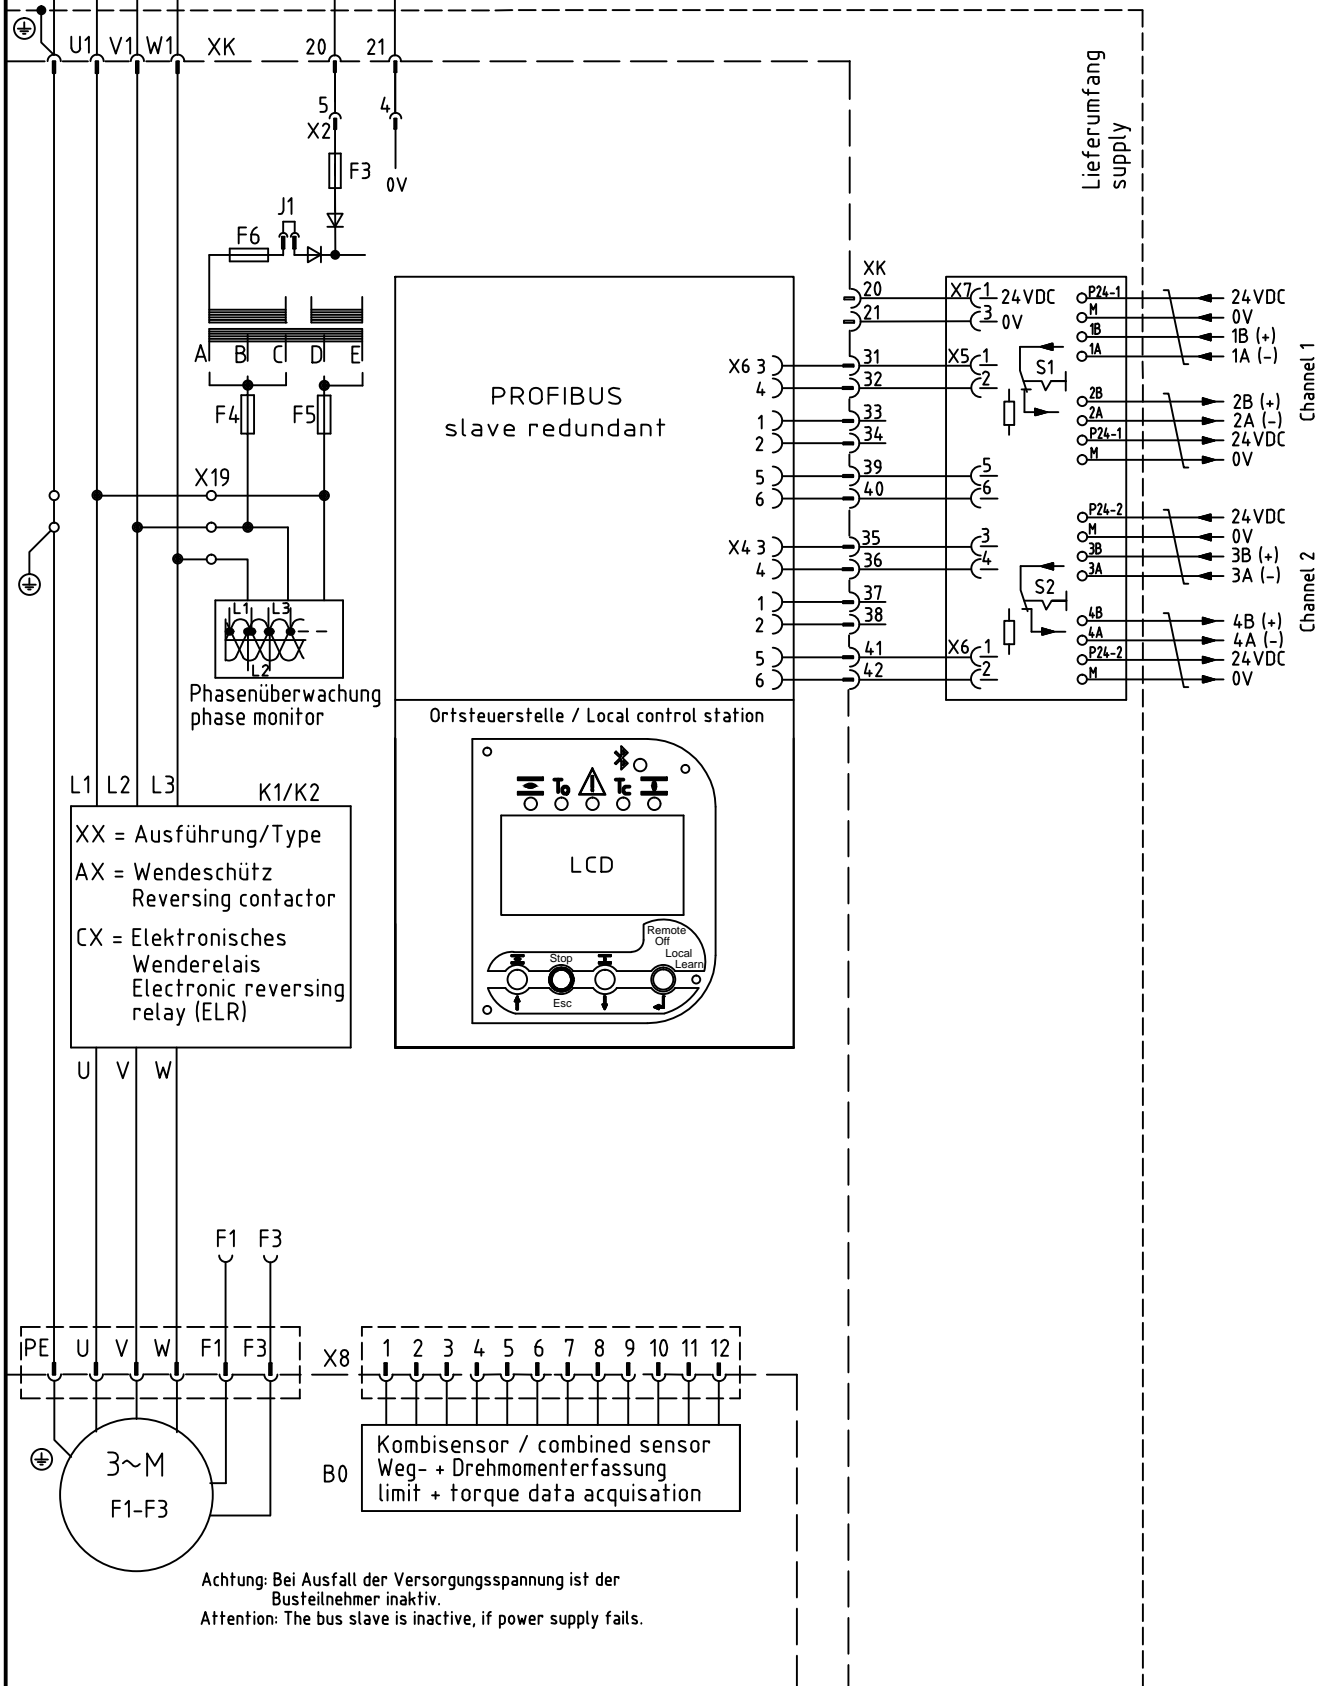 U1 V1 W1 XK 20 21
5 4
X2
F3
0V
J1
F6
A B C D E
F4 F5
X19
L1 L3
L2
Phasenüberwachung
phase monitor
L1 L2 L3 K1/K2
XX = Ausführung/Type
AX = Wendeschütz
Reversing contactor
CX = Elektronisches
Wenderelais
Electronic reversing
relay (ELR)
U V W
PROFIBUS
slave redundant
X6 3
4
1
2
5
6
X4 3
4
1
2
5
6
XK
20
21
31
32
33
34
39
40
35
36
37
38
41
42
X7 1 24VDC
3 0V
X5 1
2
5
6
3
4
X6 1
2
S1
S2
P24-1
M
1B
1A
2B
2A
P24-1
M
P24-2
M
3B
3A
4B
4A
P24-2
M
24VDC
0V
1B (+)
1A (-)
2B (+)
2A (-)
24VDC
0V
Channel 1
24VDC
0V
3B (+)
3A (-)
4B (+)
4A (-)
24VDC
0V
Channel 2
Lieferumfang
supply
Ortsteuerstelle / Local control station
To Tc
LCD
Remote
Off
Local
Learn
Stop
Esc
F1 F3
PE U V W F1 F3
X8
1 2 3 4 5 6 7 8 9 10 11 12
3~M
F1-F3
B0
Kombisensor / combined sensor
Weg- + Drehmomenterfassung
limit + torque data acquisation
Achtung: Bei Ausfall der Versorgungsspannung ist der
Busteilnehmer inaktiv.
Attention: The bus slave is inactive, if power supply fails.